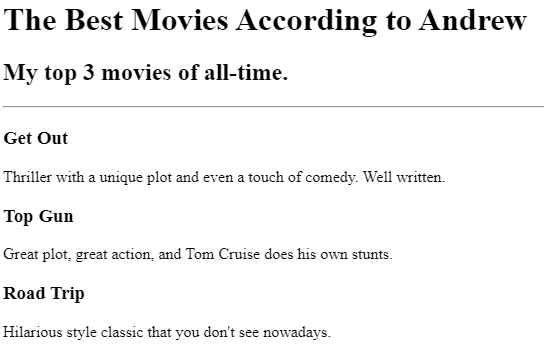 The Best Movies According to Andrew
My top 3 movies of all-time.
Get Out
Thriller with a unique plot and even a touch of comedy. Well written.
Top Gun
Great plot, great action, and Tom Cruise does his own stunts.
Road Trip
Hilarious style classic that you don't see nowadays.